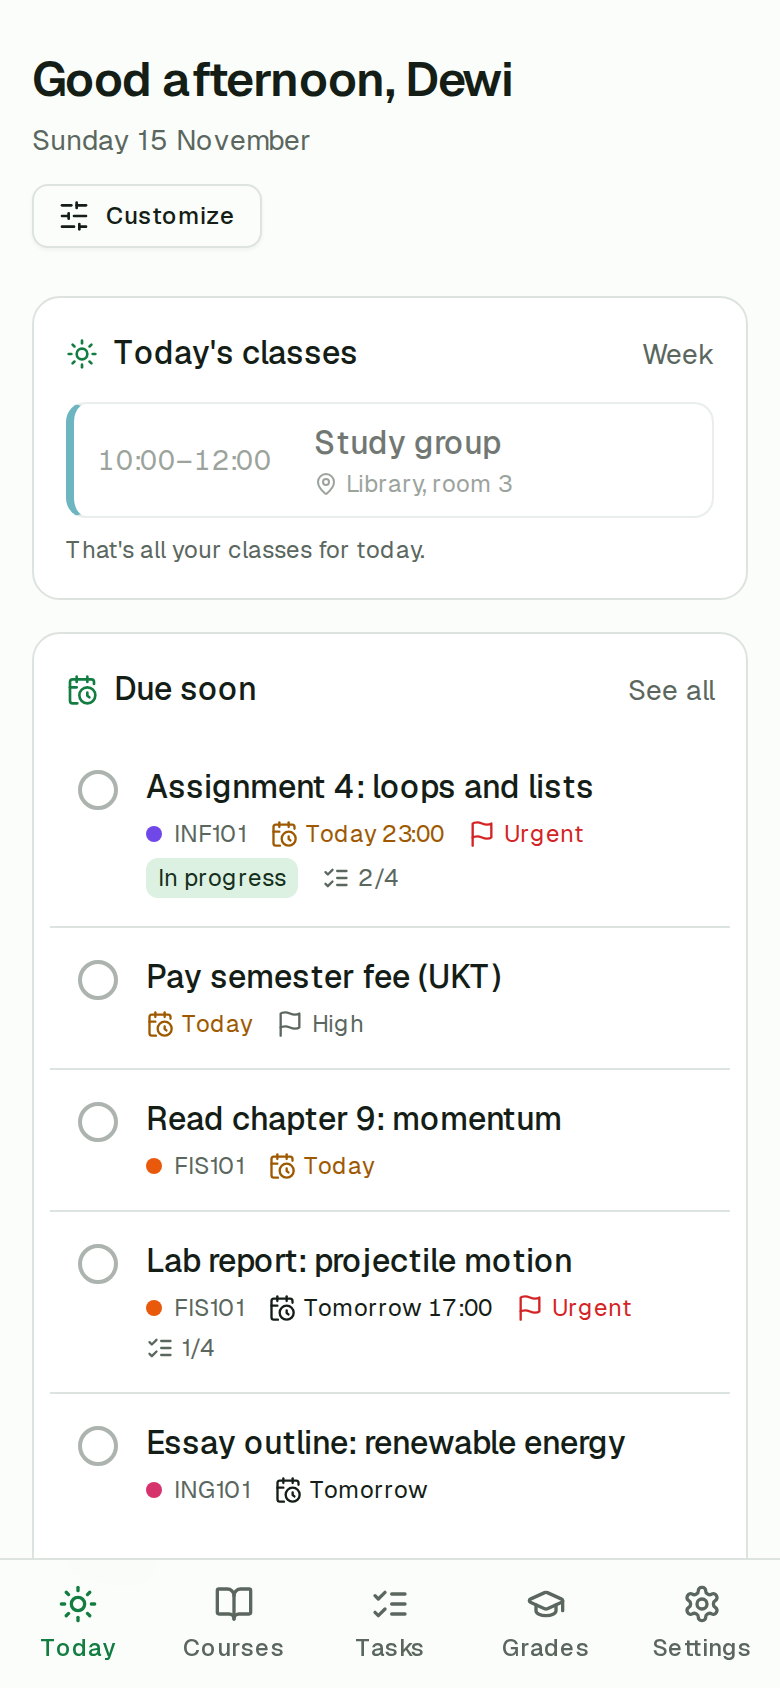 Good afternoon, Dewi
Sunday 15 November
Customize
Today's classes
Week
10:00–12:00
Study group
Library, room 3
That's all your classes for today.
Due soon
See all
Assignment 4: loops and lists
INF101 Today 23:00 Urgent
In progress 2/4
Pay semester fee (UKT)
Today High
Read chapter 9: momentum
FIS101 Today
Lab report: projectile motion
FIS101 Tomorrow 17:00 Urgent
1/4
Essay outline: renewable energy
ING101 Tomorrow
Today Courses Tasks Grades Settings